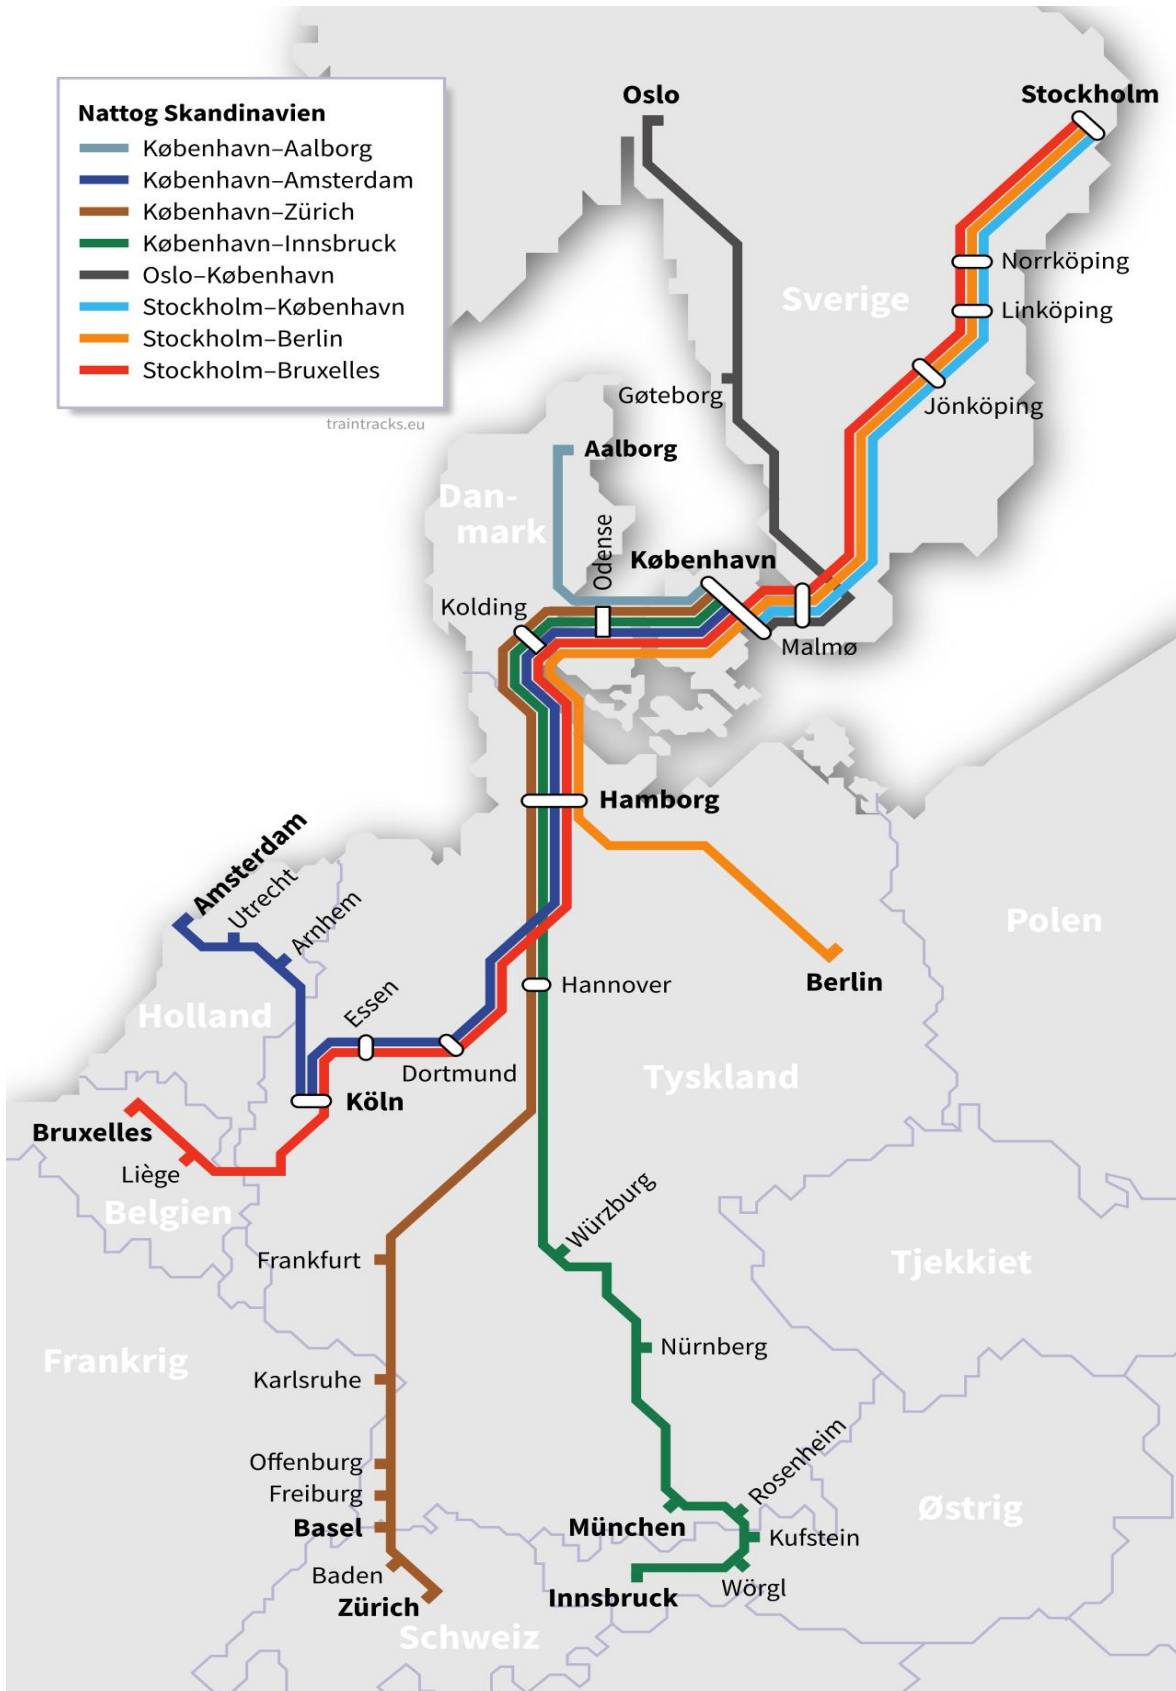 Nattog Skandinavien
København–Aalborg
København–Amsterdam
København–Zürich
København–Innsbruck
Oslo–København
Stockholm–København
Stockholm–Berlin
Stockholm–Bruxelles
traintracks.eu
Oslo
Stockholm
Norrköping
Sverige
Linköping
Gøteborg
Jönköping
Aalborg
Dan-
mark
Odense
København
Kolding
Malmø
Hamborg
Amsterdam
Utrecht
Arnhem
Polen
Berlin
Hannover
Essen
Holland
Dortmund
Tyskland
Köln
Bruxelles
Liège
Belgien
Würzburg
Frankfurt
Tjekkiet
Nürnberg
Frankrig
Karlsruhe
Offenburg
Rosenheim
Freiburg
Østrig
Basel
München
Kufstein
Baden
Wörgl
Innsbruck
Zürich
Schweiz